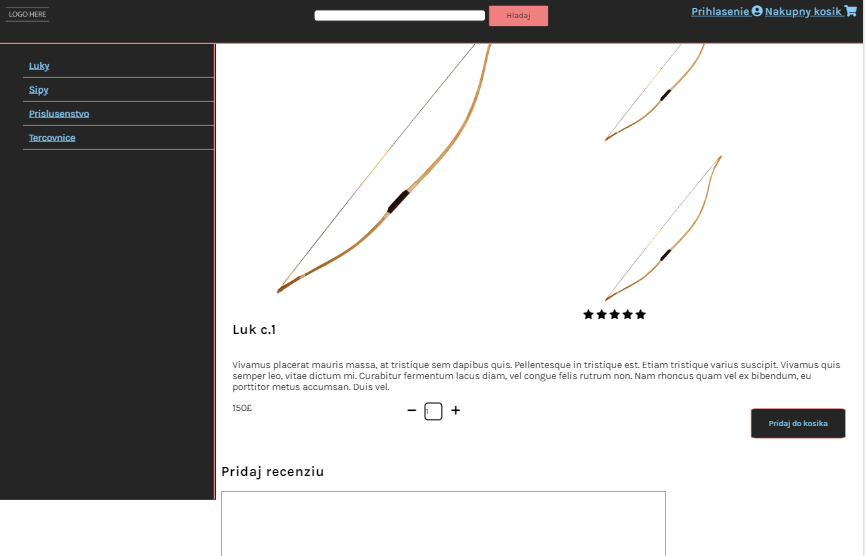 LOGO HERE
Hladaj
Prihlasenie Nakupny kosik
Luky
Sipy
Prislusenstvo
Tercovnice
Luk c.1
Vivamus placerat mauris massa, at tristique sem dapibus quis. Pellentesque in tristique est. Etiam tristique varius suscipit. Vivamus quis
semper leo, vitae dictum mi. Curabitur fermentum lacus diam, vel congue felis rutrum non. Nam rhoncus quam vel ex bibendum, eu
porttitor metus accumsan. Duis vel.
150£
1
Pridaj do kosika
Pridaj recenziu